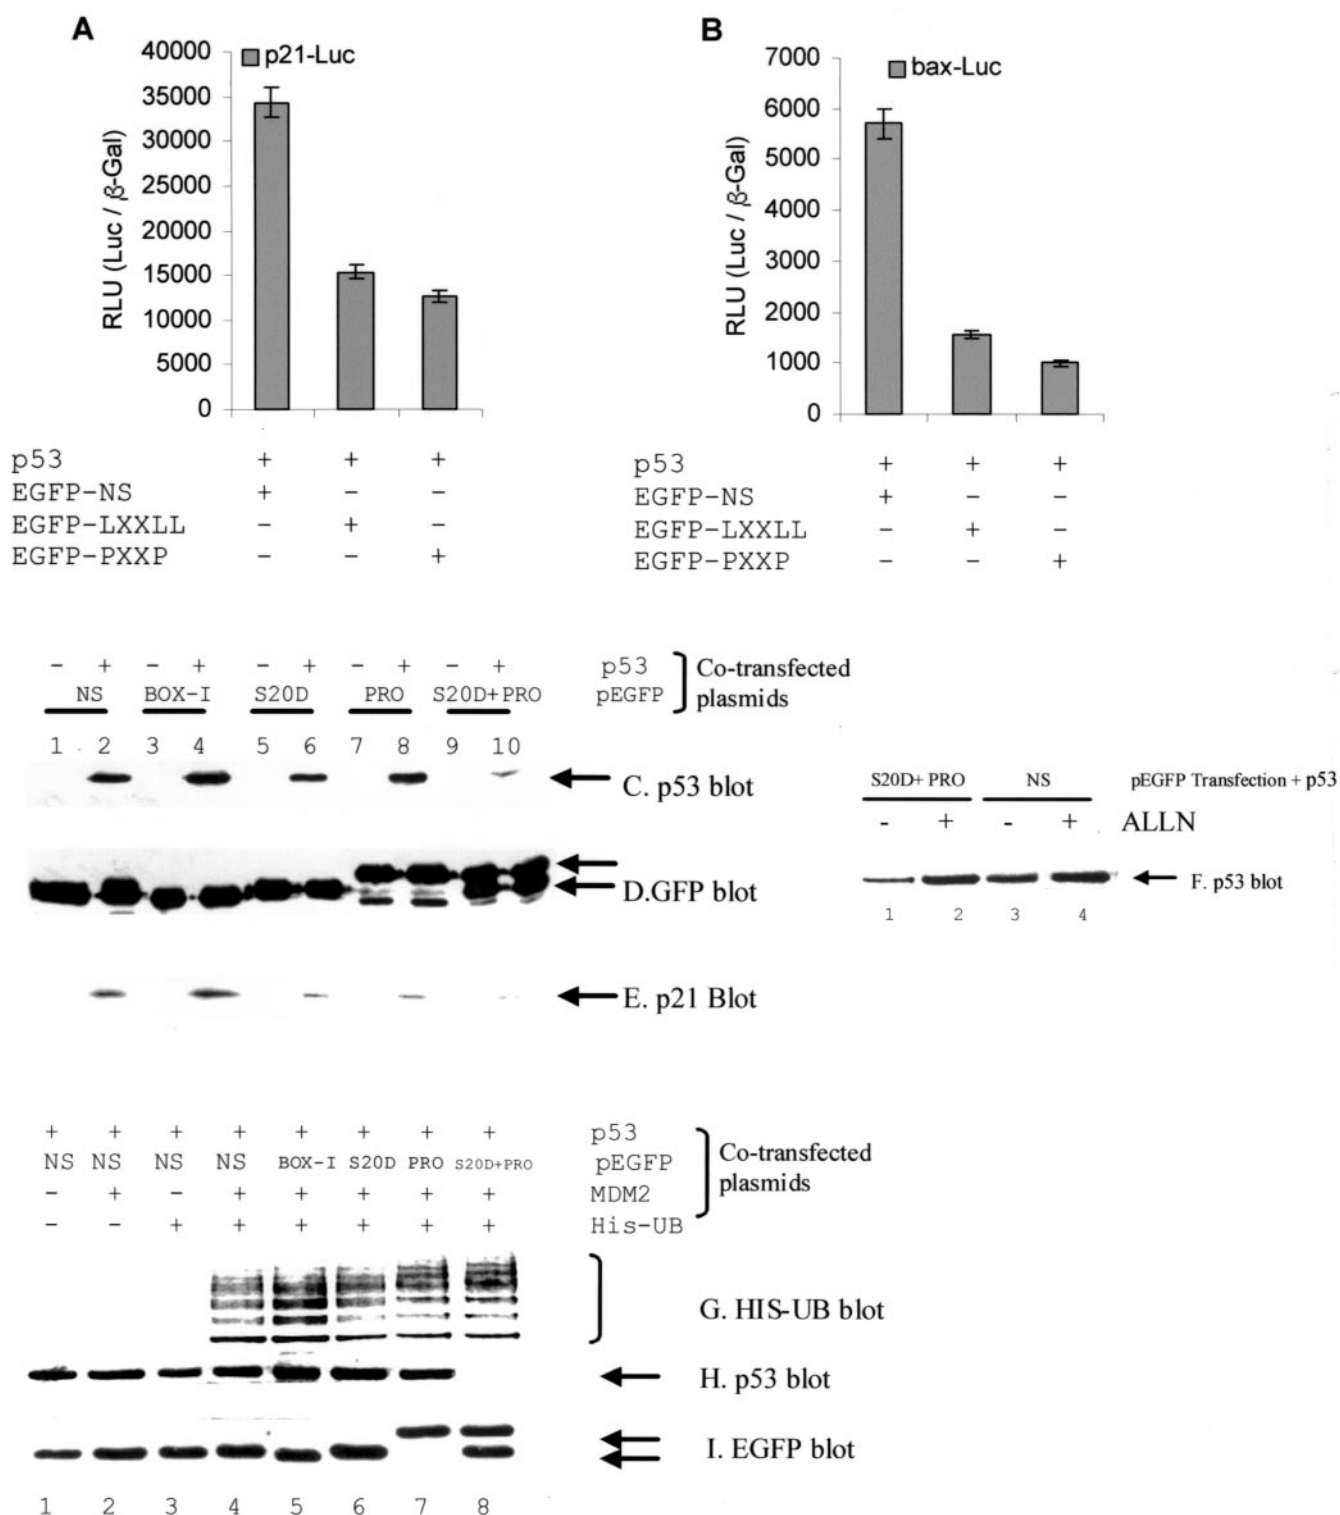 A
p21-Luc
40000
35000
30000
25000
20000
15000
10000
5000
0
RLU (Luc / β-Gal)
p53 + + +
EGFP-NS + - -
EGFP-LXXLL - + -
EGFP-PXXP - - +
B
bax-Luc
7000
6000
5000
4000
3000
2000
1000
0
RLU (Luc / β-Gal)
p53 + + +
EGFP-NS + - -
EGFP-LXXLL - + -
EGFP-PXXP - - +
- + - + - + - + - + p53
NS BOX-I S20D PRO S20D+PRO pEGFP
Co-transfected
plasmids
1 2 3 4 5 6 7 8 9 10
C. p53 blot
D.GFP blot
E. p21 Blot
S20D+ PRO NS pEGFP Transfection + p53
- + - + ALLN
F. p53 blot
1 2 3 4
+ + + + + + + + p53
NS NS NS NS BOX-I S20D PRO S20D+PRO pEGFP
- + - + + + + + MDM2
- - + + + + + + His-UB
Co-transfected
plasmids
G. HIS-UB blot
H. p53 blot
I. EGFP blot
1 2 3 4 5 6 7 8